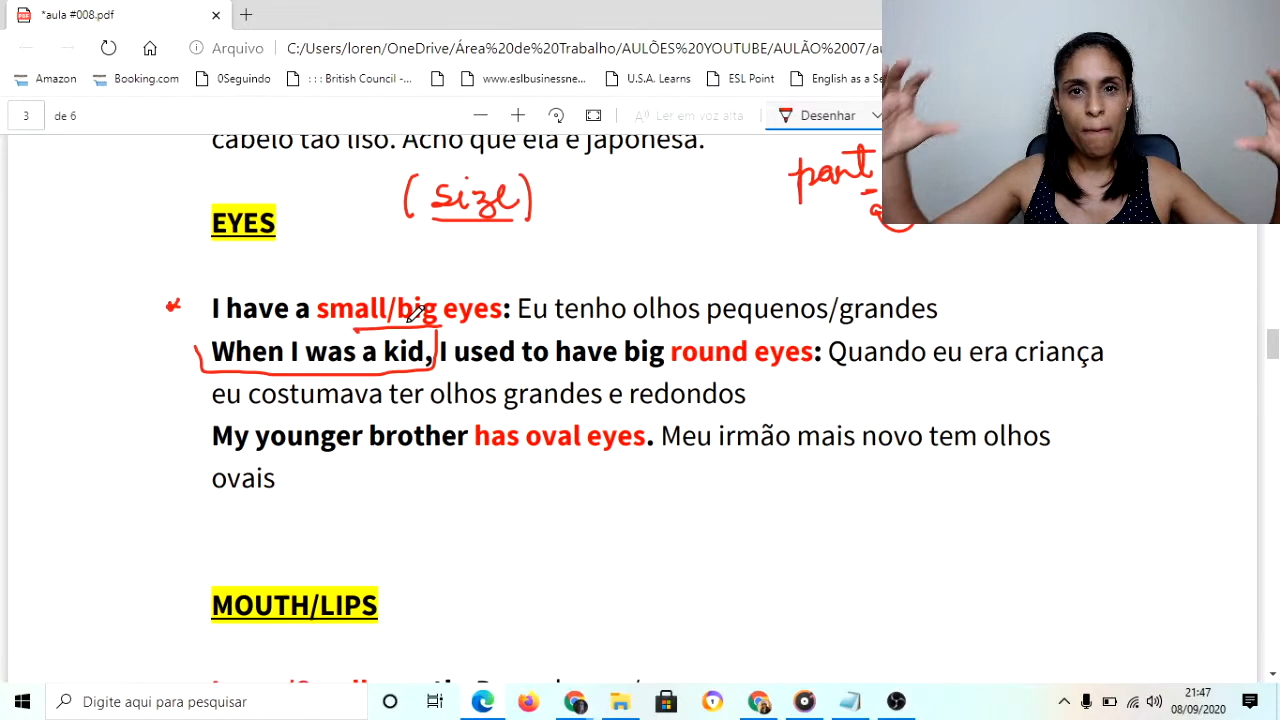 *aula #008.pdf
Arquivo
C:/Users/loren/OneDrive/Área%20de%20Trabalho/AULÕES%20YOUTUBE/AULÃO%2007/au
Amazon
Booking.com
0Seguindo
: : : British Council -...
www.eslbusinessne...
U.S.A. Learns
ESL Point
English as a Se
3 de 6
Ler em voz alta
Desenhar
cabelo tão liso. Acho que ela é japonesa.
part
(size)
EYES
I have a small/big eyes: Eu tenho olhos pequenos/grandes
When I was a kid, I used to have big round eyes: Quando eu era criança
eu costumava ter olhos grandes e redondos
My younger brother has oval eyes. Meu irmão mais novo tem olhos
ovais
MOUTH/LIPS
Digite aqui para pesquisar
21:47
08/09/2020